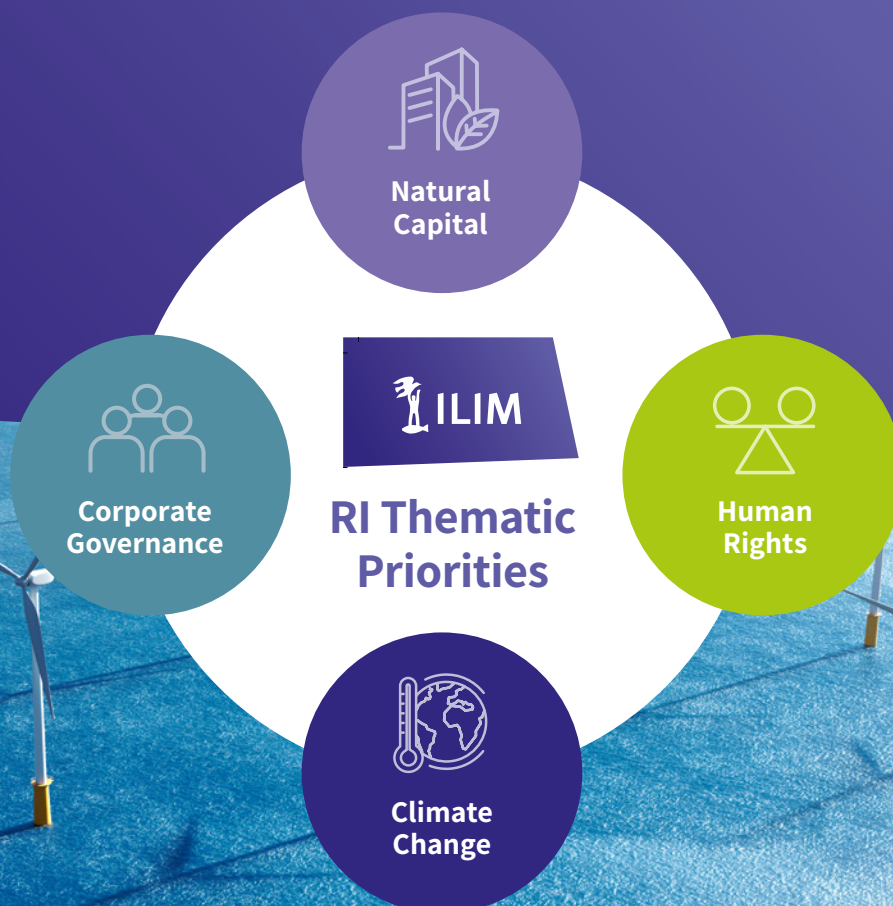 Natural
Capital
ILIM
Corporate
Governance
RI Thematic
Priorities
Human
Rights
Climate
Change